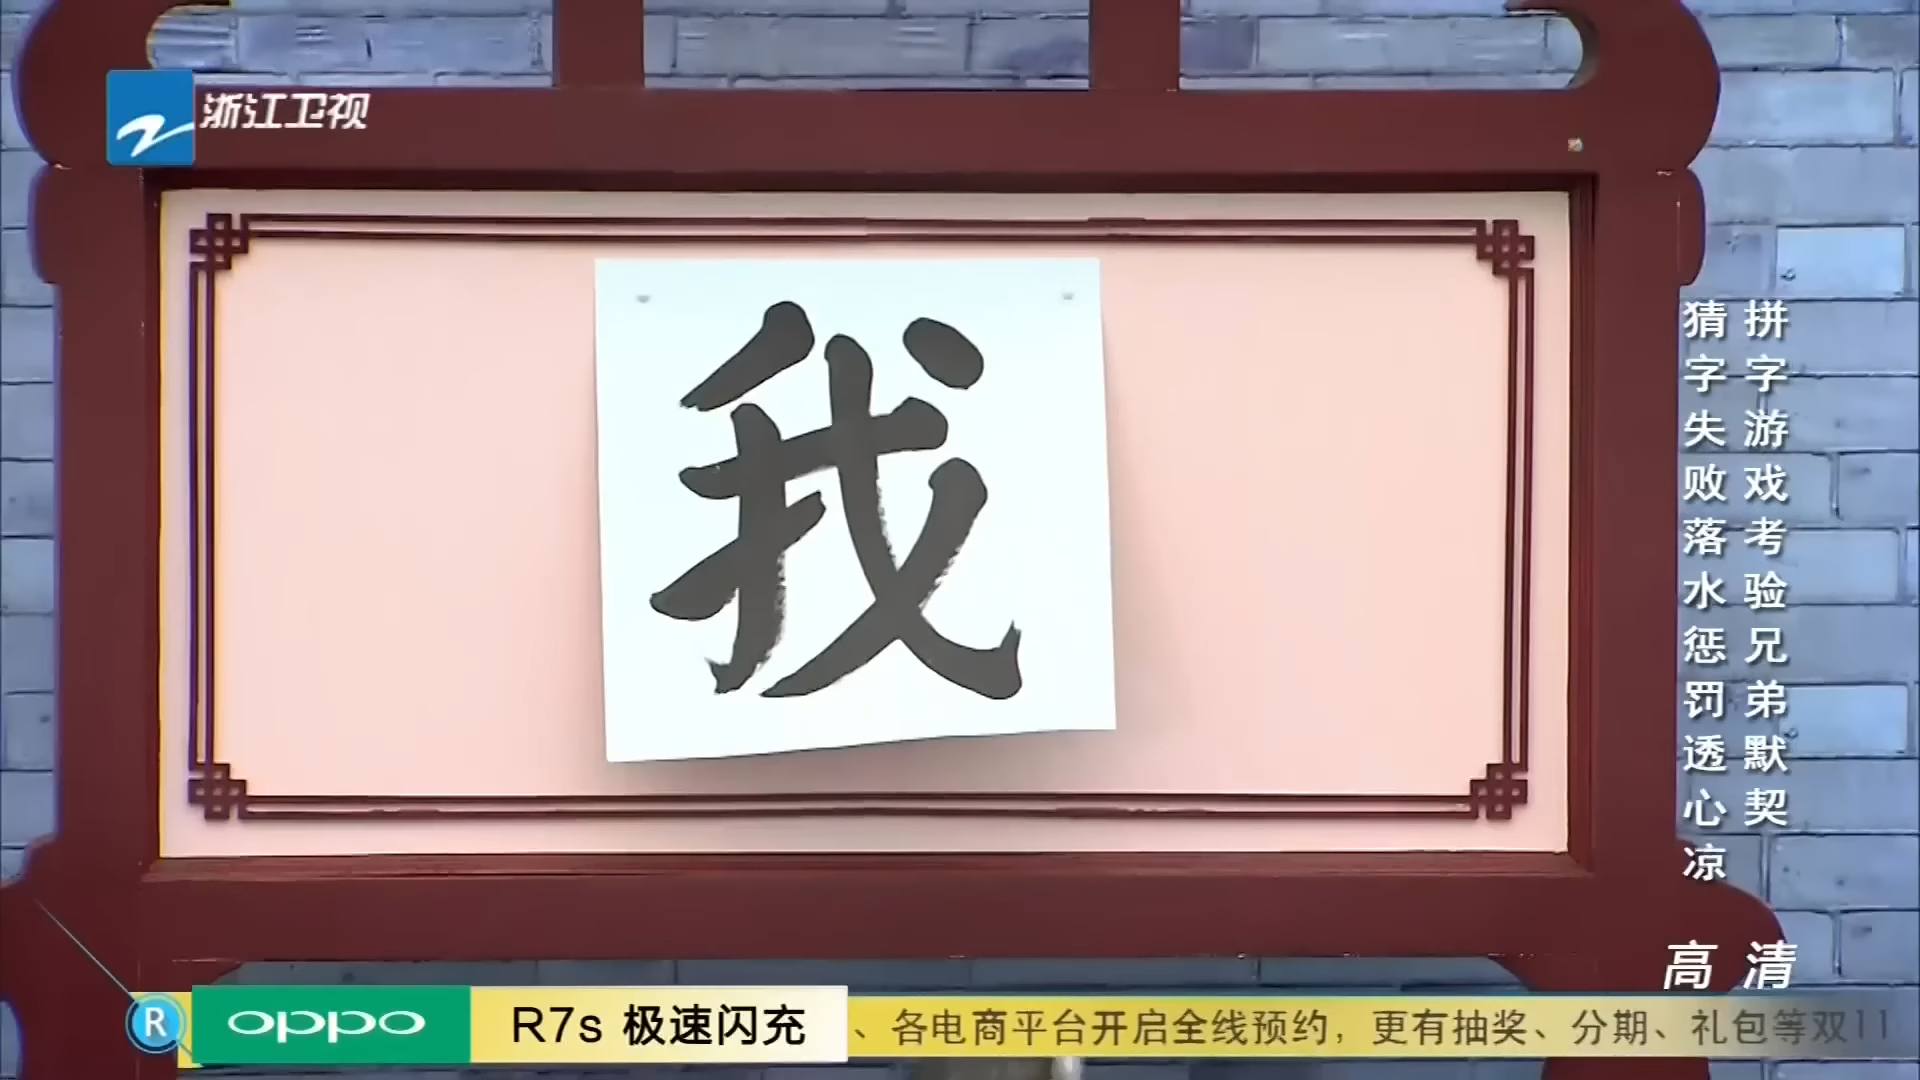 浙江卫视
我
拼字游戏考验兄弟默契
猜字失败落水惩罚透心凉
高清
R
oppo
R7s 极速闪充
、各电商平台开启全线预约，更有抽奖、分期、礼包等双11